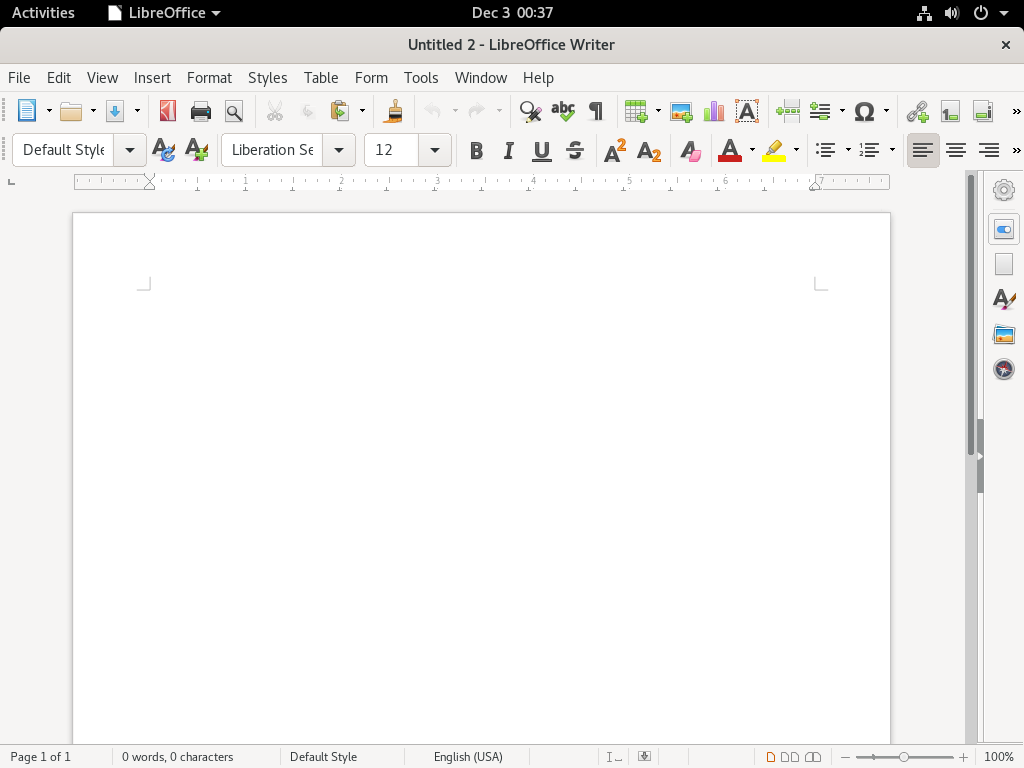 Activities LibreOffice Dec 3 00:37
Untitled 2 - LibreOffice Writer
File Edit View Insert Format Styles Table Form Tools Window Help
Default Style Liberation Se 12
1 2 3 4 5 6 7
Page 1 of 1 0 words, 0 characters Default Style English (USA) 100%